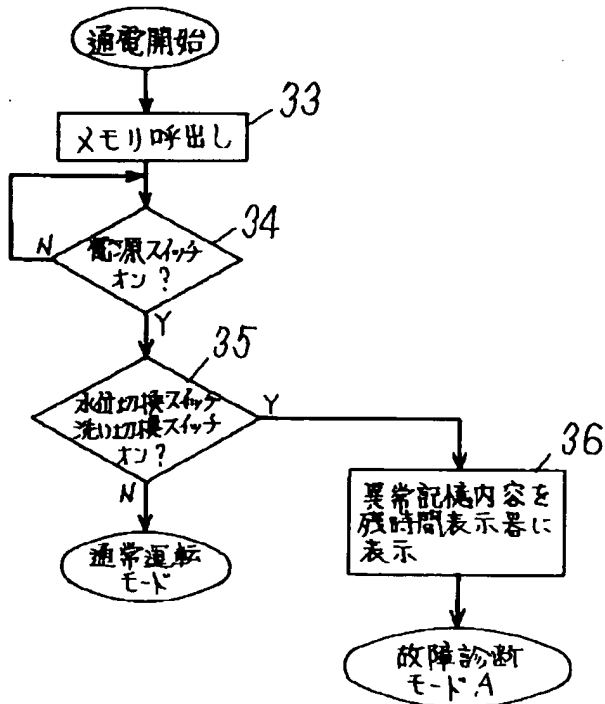 通電開始
33
メモリ呼出し
34
N
電源スイッチ
オン?
Y
35
水位切換スイッチ
洗い切換スイッチ
オン?
Y
N
36
異常記憶内容を
残時間表示器に
表示
通常運転
モード
故障診断
モード A